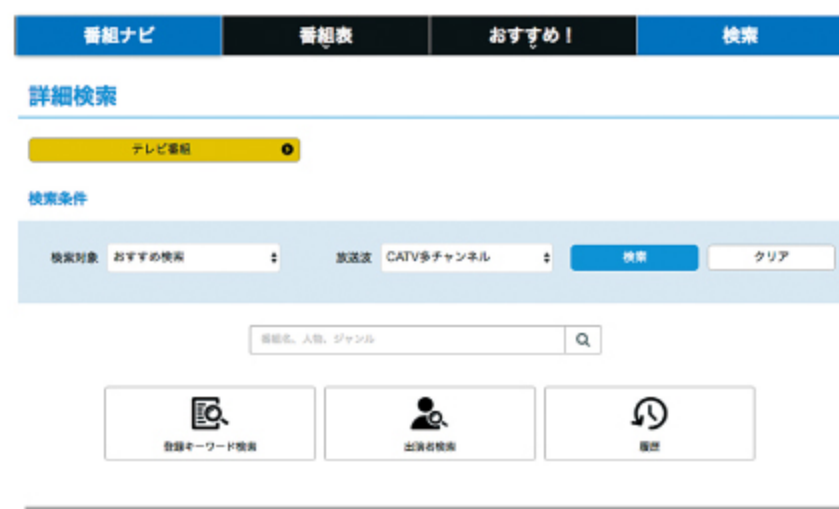 番組ナビ 番組表 おすすめ! 検索
詳細検索
テレビ番組
検索条件
検索対象 おすすめ検索 放送波 CATV多チャンネル 検索 クリア
番組名、人物、ジャンル
登録キーワード検索 出演者検索 履歴